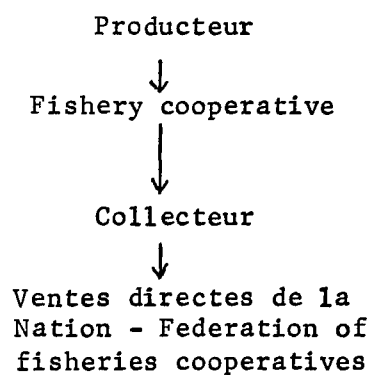 Producteur
Fishery cooperative
Collecteur
Ventes directes de la
Nation - Federation of
fisheries cooperatives